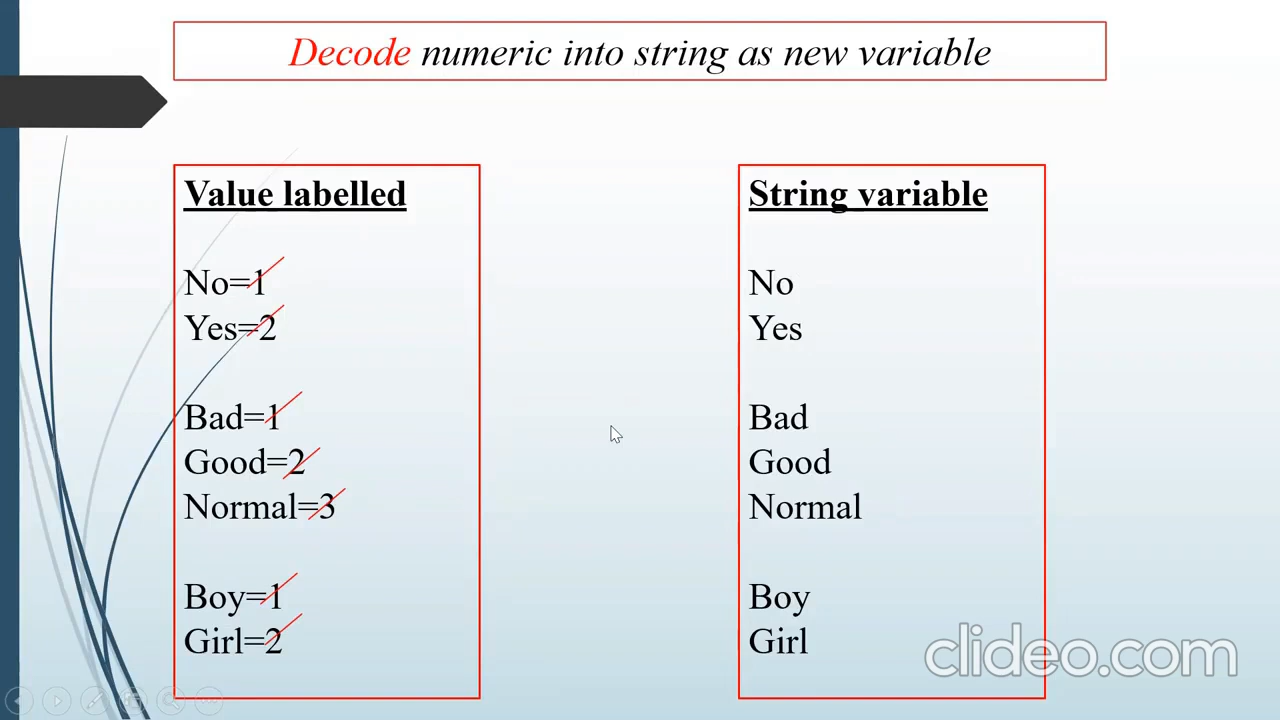 Decode numeric into string as new variable
Value labelled
No=1
Yes=2
Bad=1
Good=2
Normal=3
Boy=1
Girl=2
String variable
No
Yes
Bad
Good
Normal
Boy
Girl
clideo.com